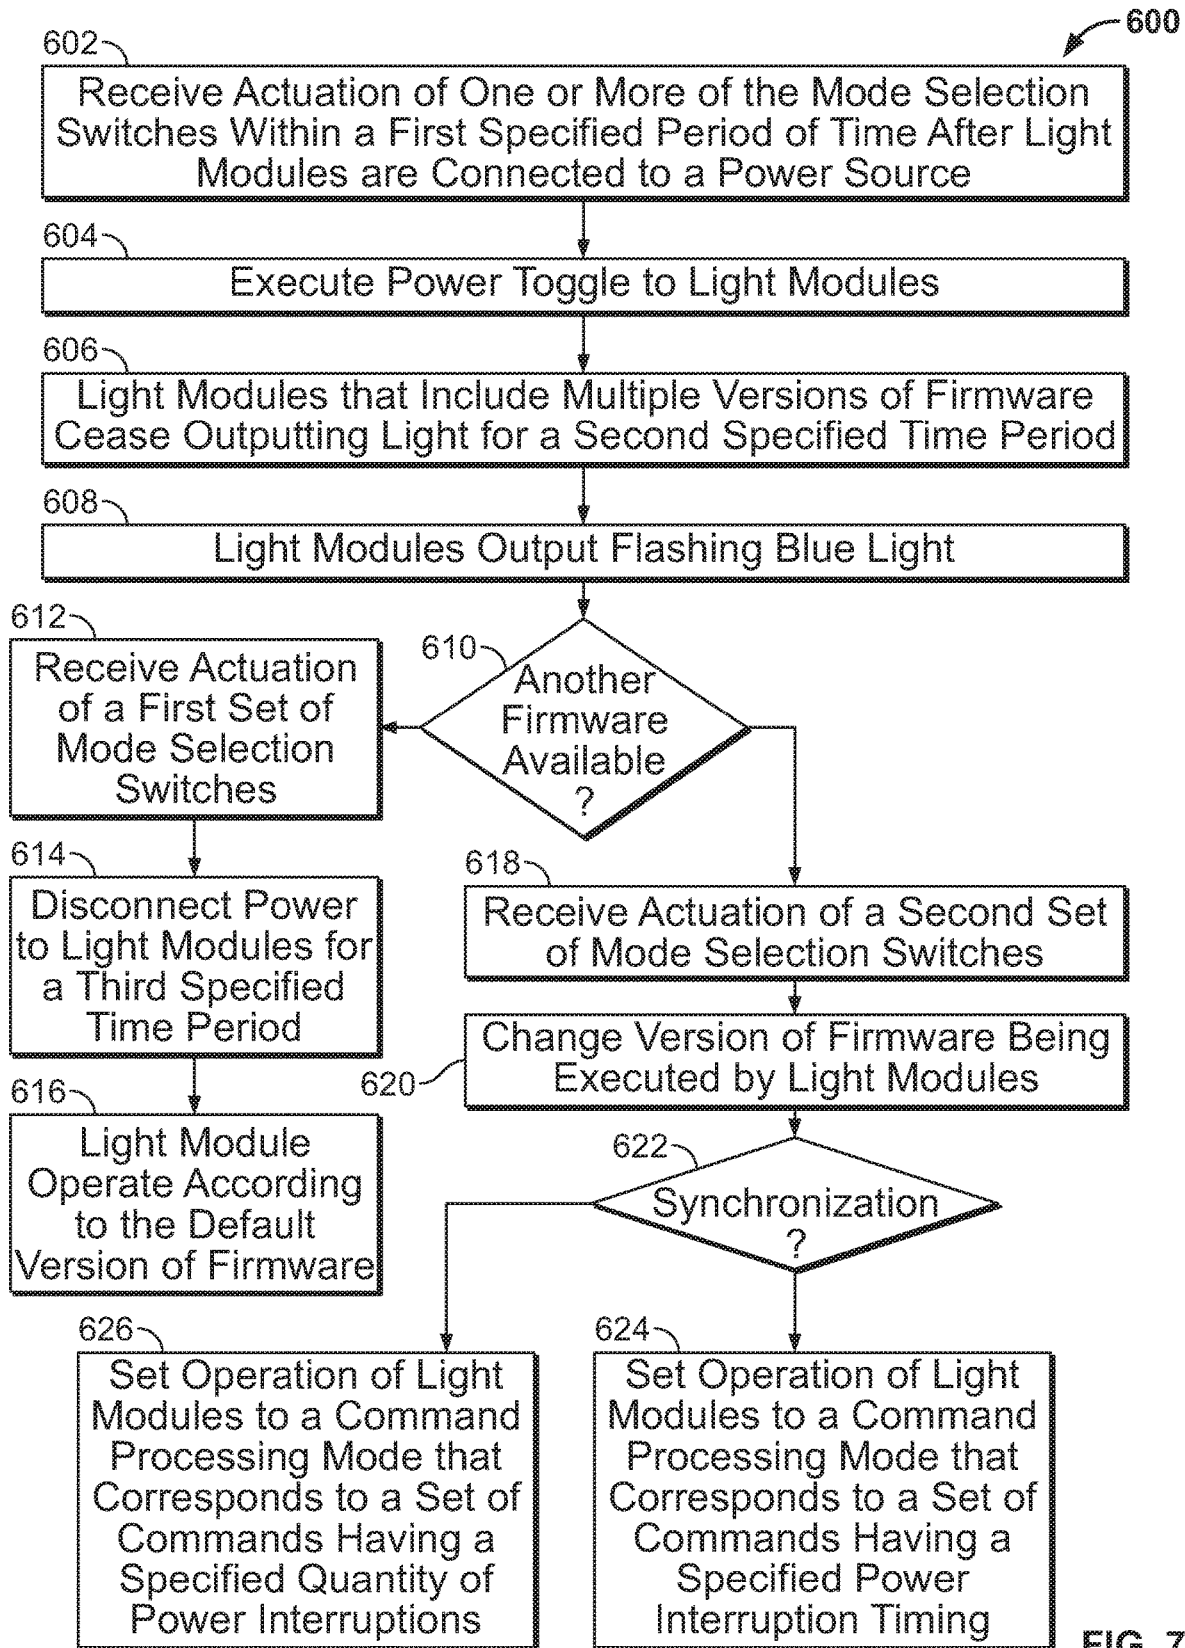 600
602
Receive Actuation of One or More of the Mode Selection
Switches Within a First Specified Period of Time After Light
Modules are Connected to a Power Source
604
Execute Power Toggle to Light Modules
606
Light Modules that Include Multiple Versions of Firmware
Cease Outputting Light for a Second Specified Time Period
608
Light Modules Output Flashing Blue Light
610
Another
Firmware
Available
?
612
Receive Actuation
of a First Set of
Mode Selection
Switches
614
Disconnect Power
to Light Modules for
a Third Specified
Time Period
616
Light Module
Operate According
to the Default
Version of Firmware
618
Receive Actuation of a Second Set
of Mode Selection Switches
620
Change Version of Firmware Being
Executed by Light Modules
622
Synchronization
?
626
Set Operation of Light
Modules to a Command
Processing Mode that
Corresponds to a Set of
Commands Having a
Specified Quantity of
Power Interruptions
624
Set Operation of Light
Modules to a Command
Processing Mode that
Corresponds to a Set of
Commands Having a
Specified Power
Interruption Timing
FIG. 7